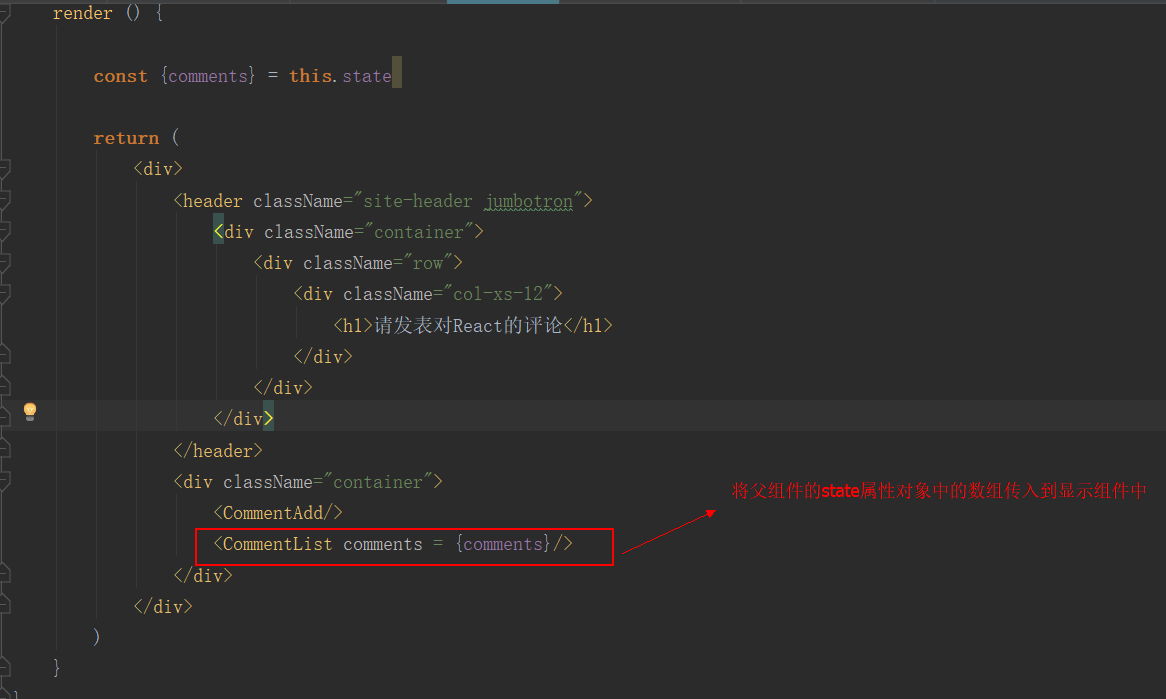 render () {
const {comments} = this.state
return (
<div>
<header className="site-header jumbotron">
<div className="container">
<div className="row">
<div className="col-xs-12">
<h1>请发表对React的评论</h1>
</div>
</div>
</div>
</header>
<div className="container">
<CommentAdd/>
<CommentList comments = {comments}/>
将父组件的state属性对象中的数组传入到显示组件中
</div>
</div>
)
}
}